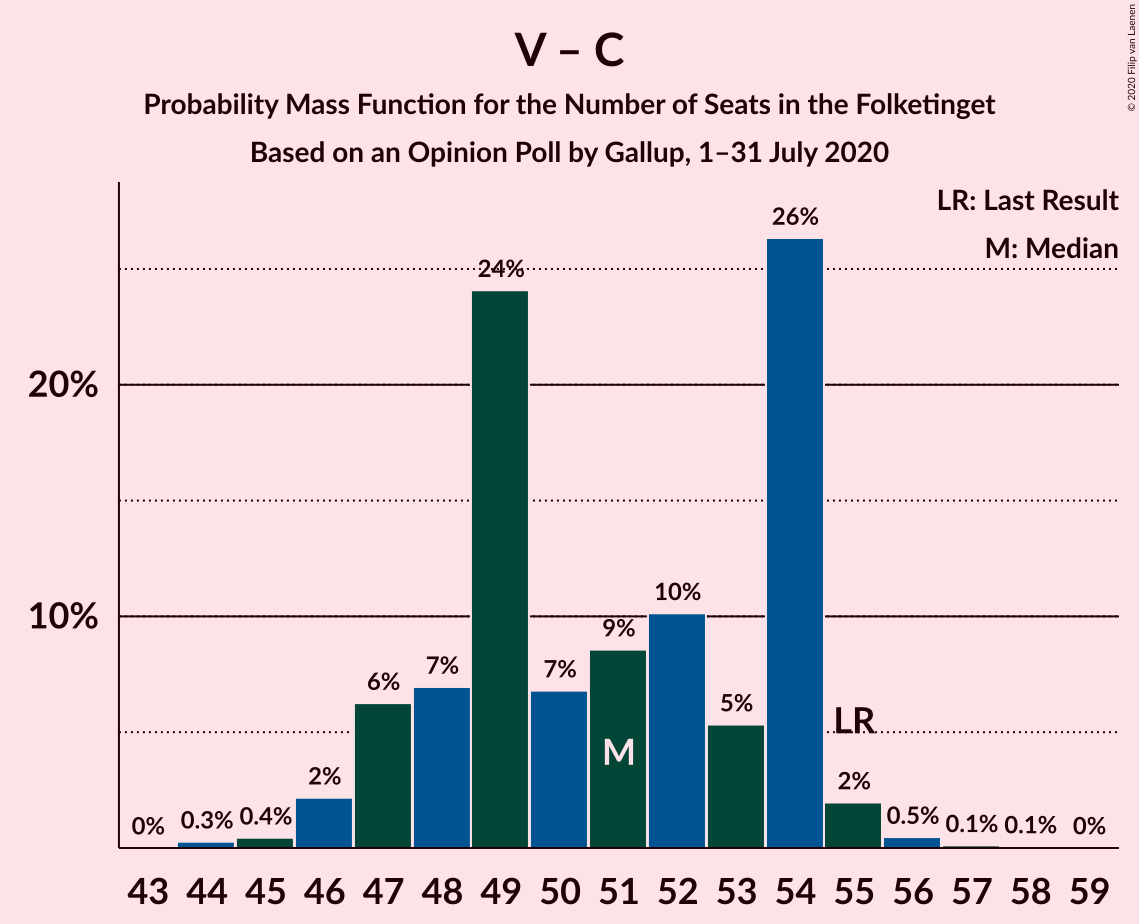 V – C
Probability Mass Function for the Number of Seats in the Folketinget
Based on an Opinion Poll by Gallup, 1–31 July 2020
© 2020 Filip van Laenen
LR: Last Result
M: Median
20%
10%
0%
0.3%
0.4%
2%
6%
7%
24%
7%
9%
10%
5%
26%
2%
0.5%
0.1%
0.1%
0%
M
LR
43 44 45 46 47 48 49 50 51 52 53 54 55 56 57 58 59